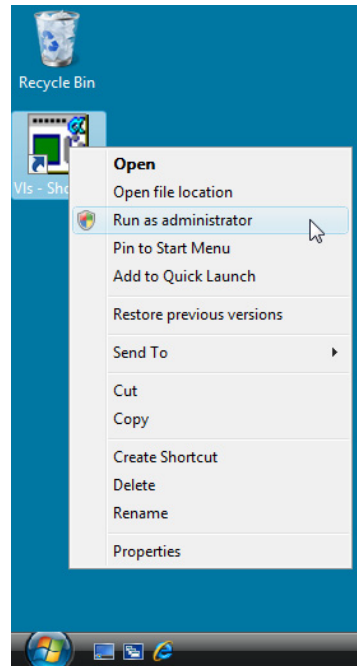 Recycle Bin
Open
VIs - Sho
Open file location
Run as administrator
Pin to Start Menu
Add to Quick Launch
Restore previous versions
Send To
Cut
Copy
Create Shortcut
Delete
Rename
Properties